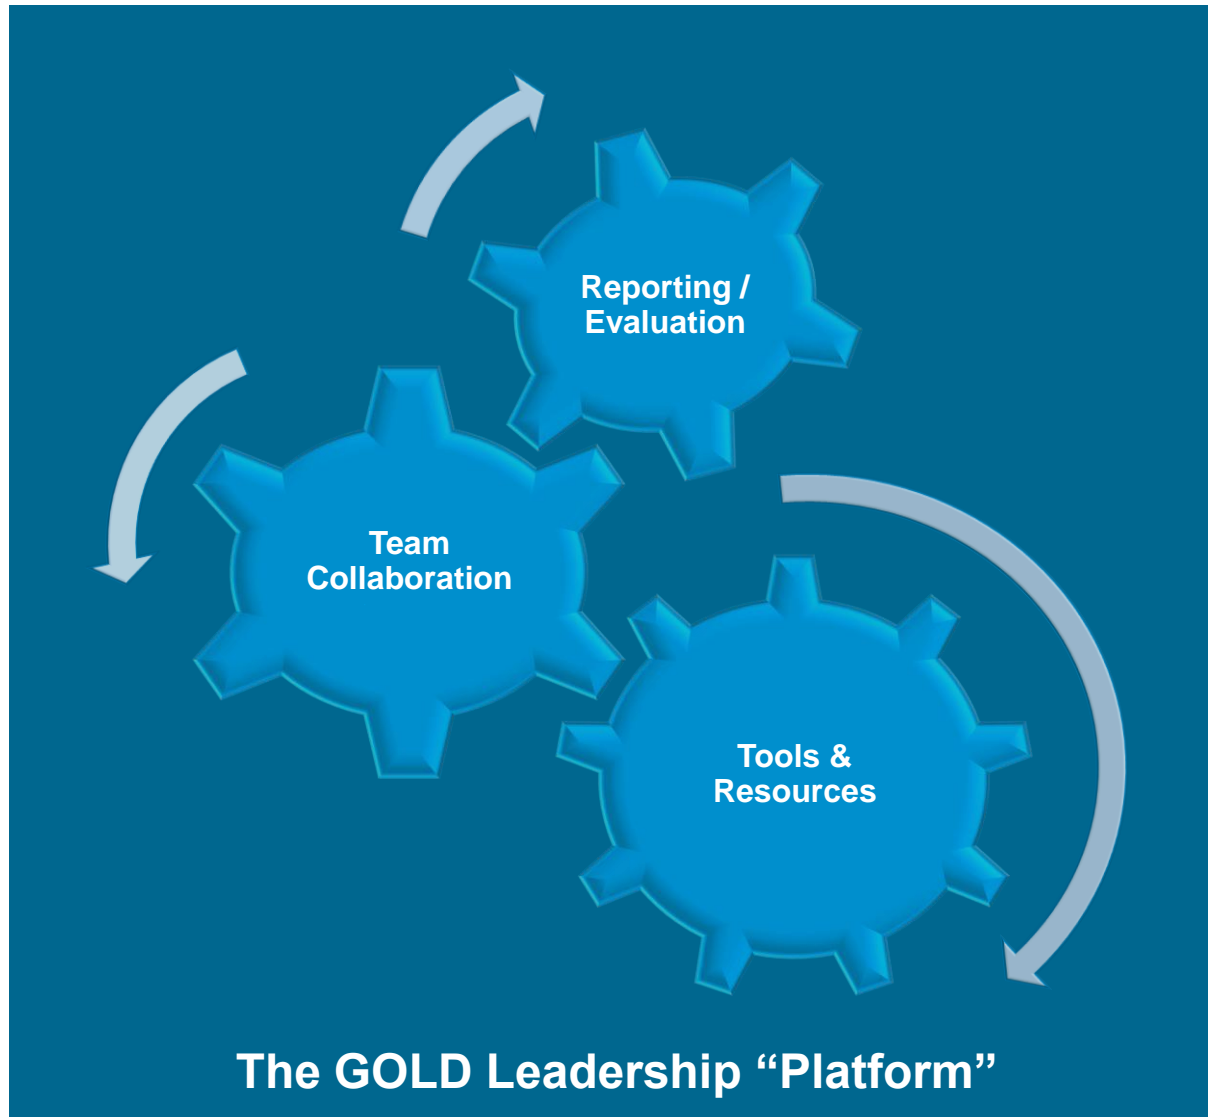 Reporting /
Evaluation
Team
Collaboration
Tools &
Resources
The GOLD Leadership “Platform”